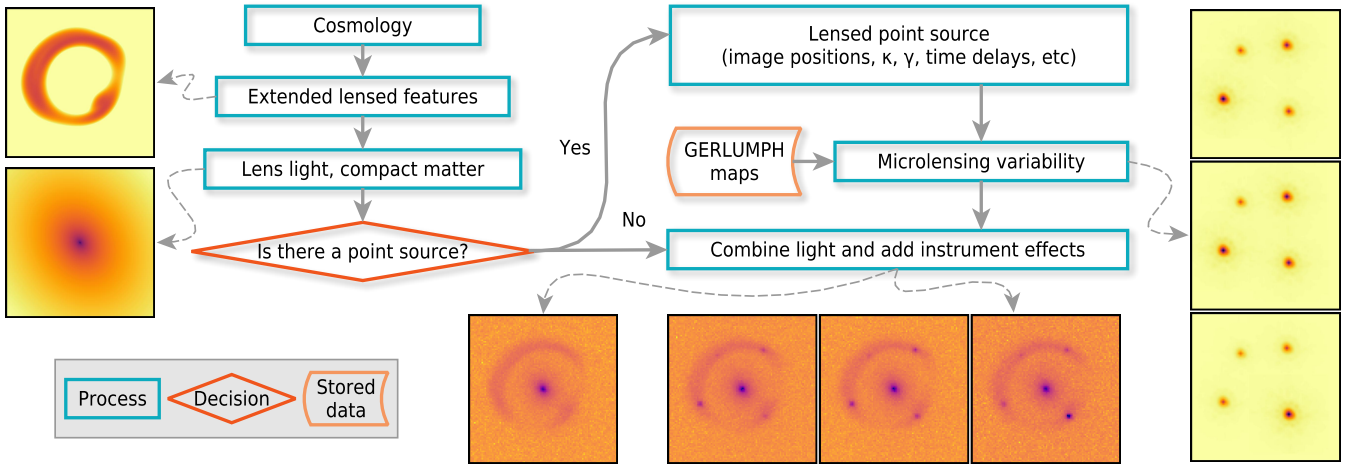 Cosmology
Extended lensed features
Lens light, compact matter
Is there a point source?
Yes
No
Lensed point source
(image positions, κ, γ, time delays, etc)
GERLUMPH
maps
Microlensing variability
Combine light and add instrument effects
Process
Decision
Stored
data